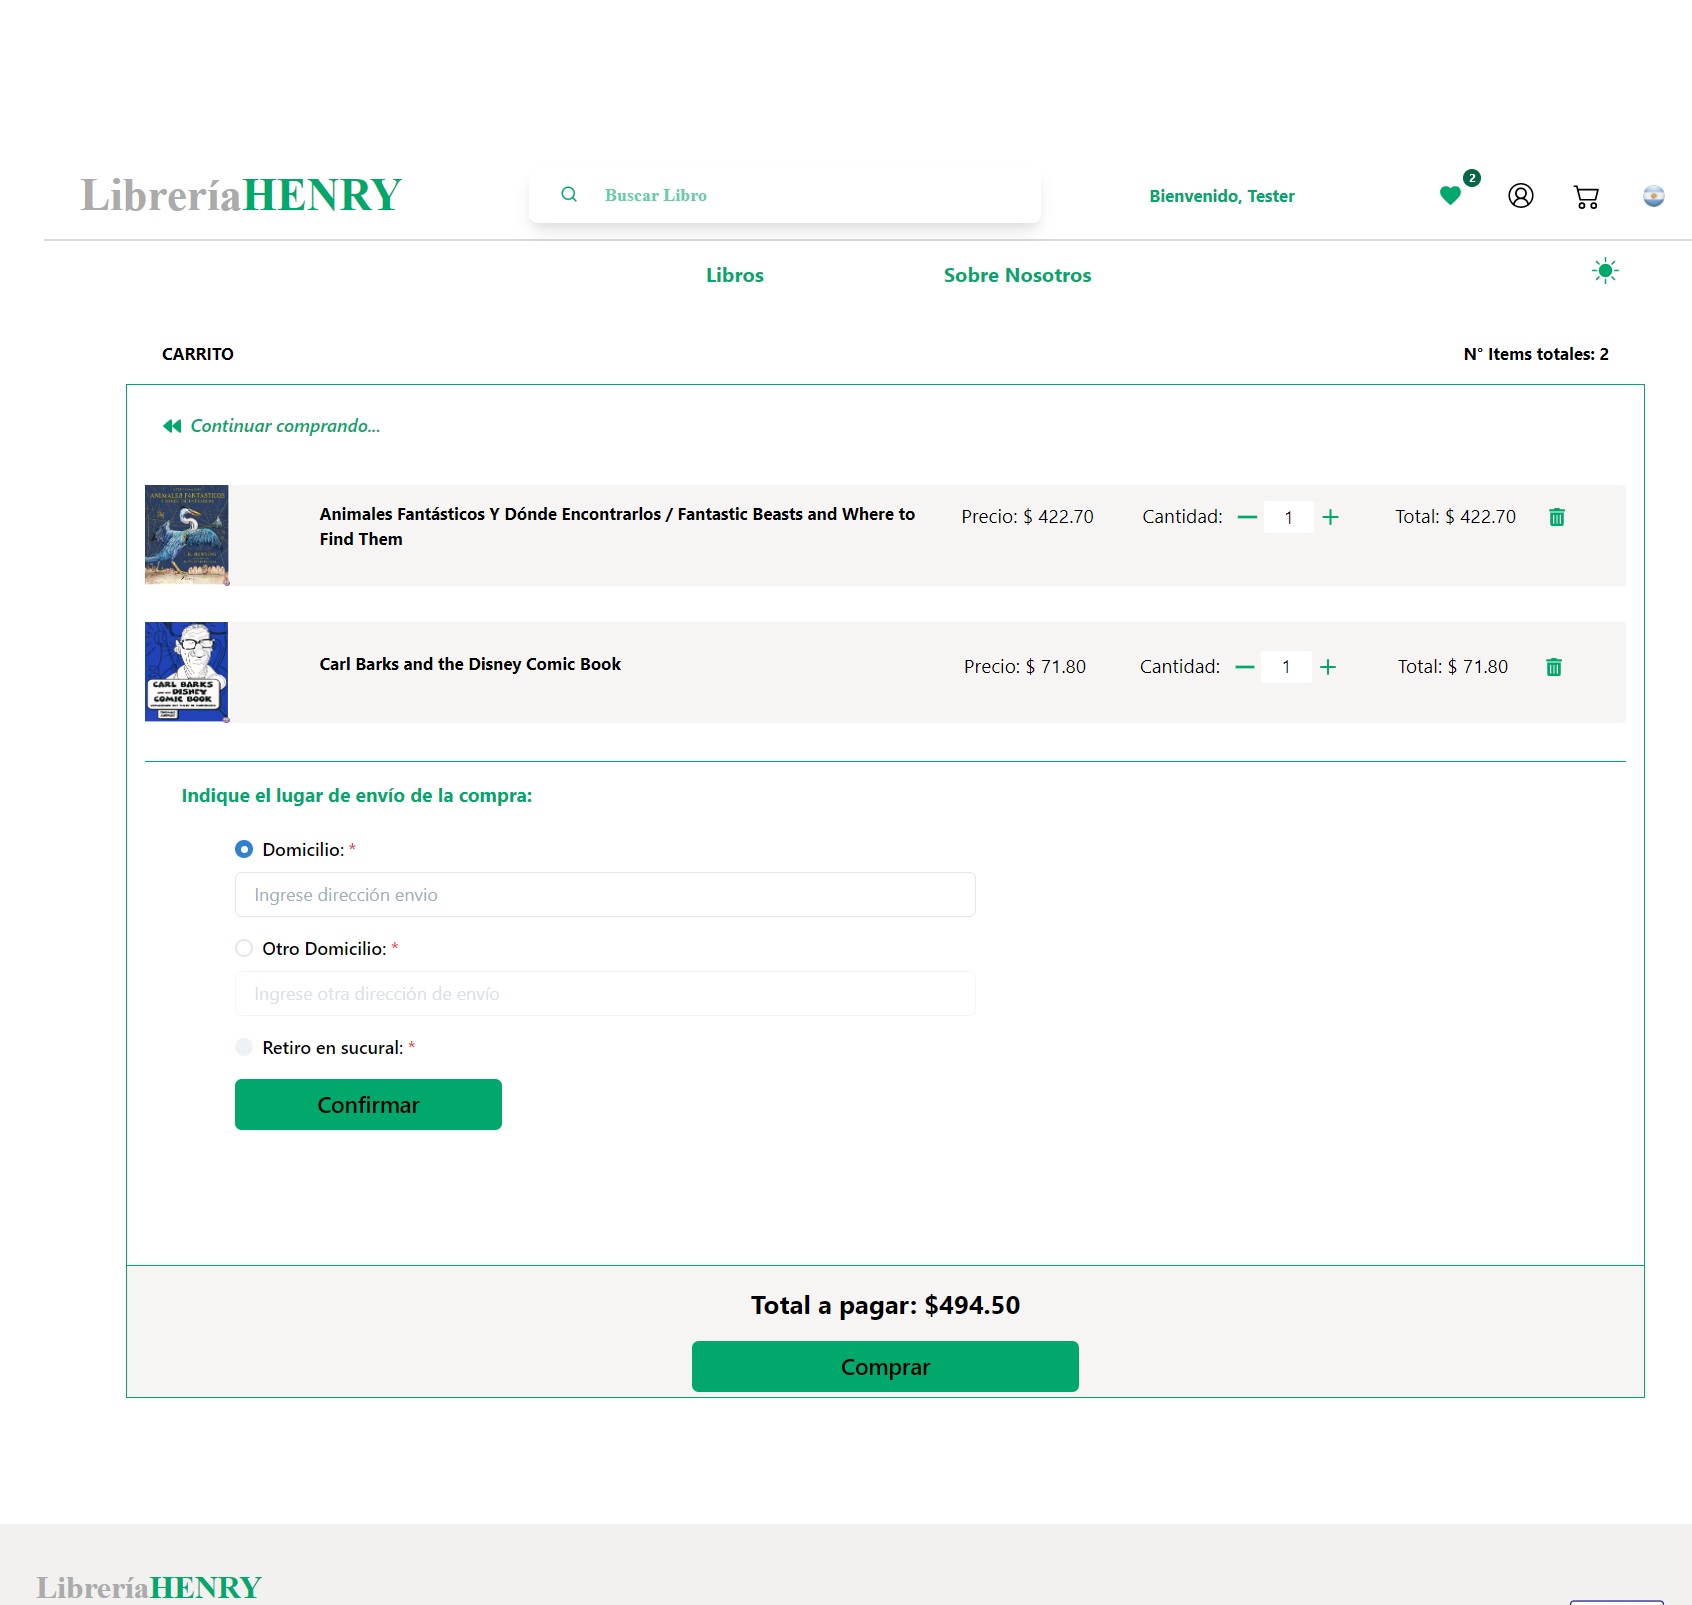 LibreríaHENRY
Buscar Libro
Bienvenido, Tester
2
Libros
Sobre Nosotros
CARRITO
N° Items totales: 2
Continuar comprando...
ANIMALES FANTÁSTICOS
Animales Fantásticos Y Dónde Encontrarlos / Fantastic Beasts and Where to
Find Them
Precio: $ 422.70
Cantidad:
1
Total: $ 422.70
CARL BARKS
AND THE DISNEY
COMIC BOOK
Carl Barks and the Disney Comic Book
Precio: $ 71.80
Cantidad:
1
Total: $ 71.80
Indique el lugar de envío de la compra:
Domicilio: *
Ingrese dirección envio
Otro Domicilio: *
Ingrese otra dirección de envío
Retiro en sucural: *
Confirmar
Total a pagar: $494.50
Comprar
LibreríaHENRY